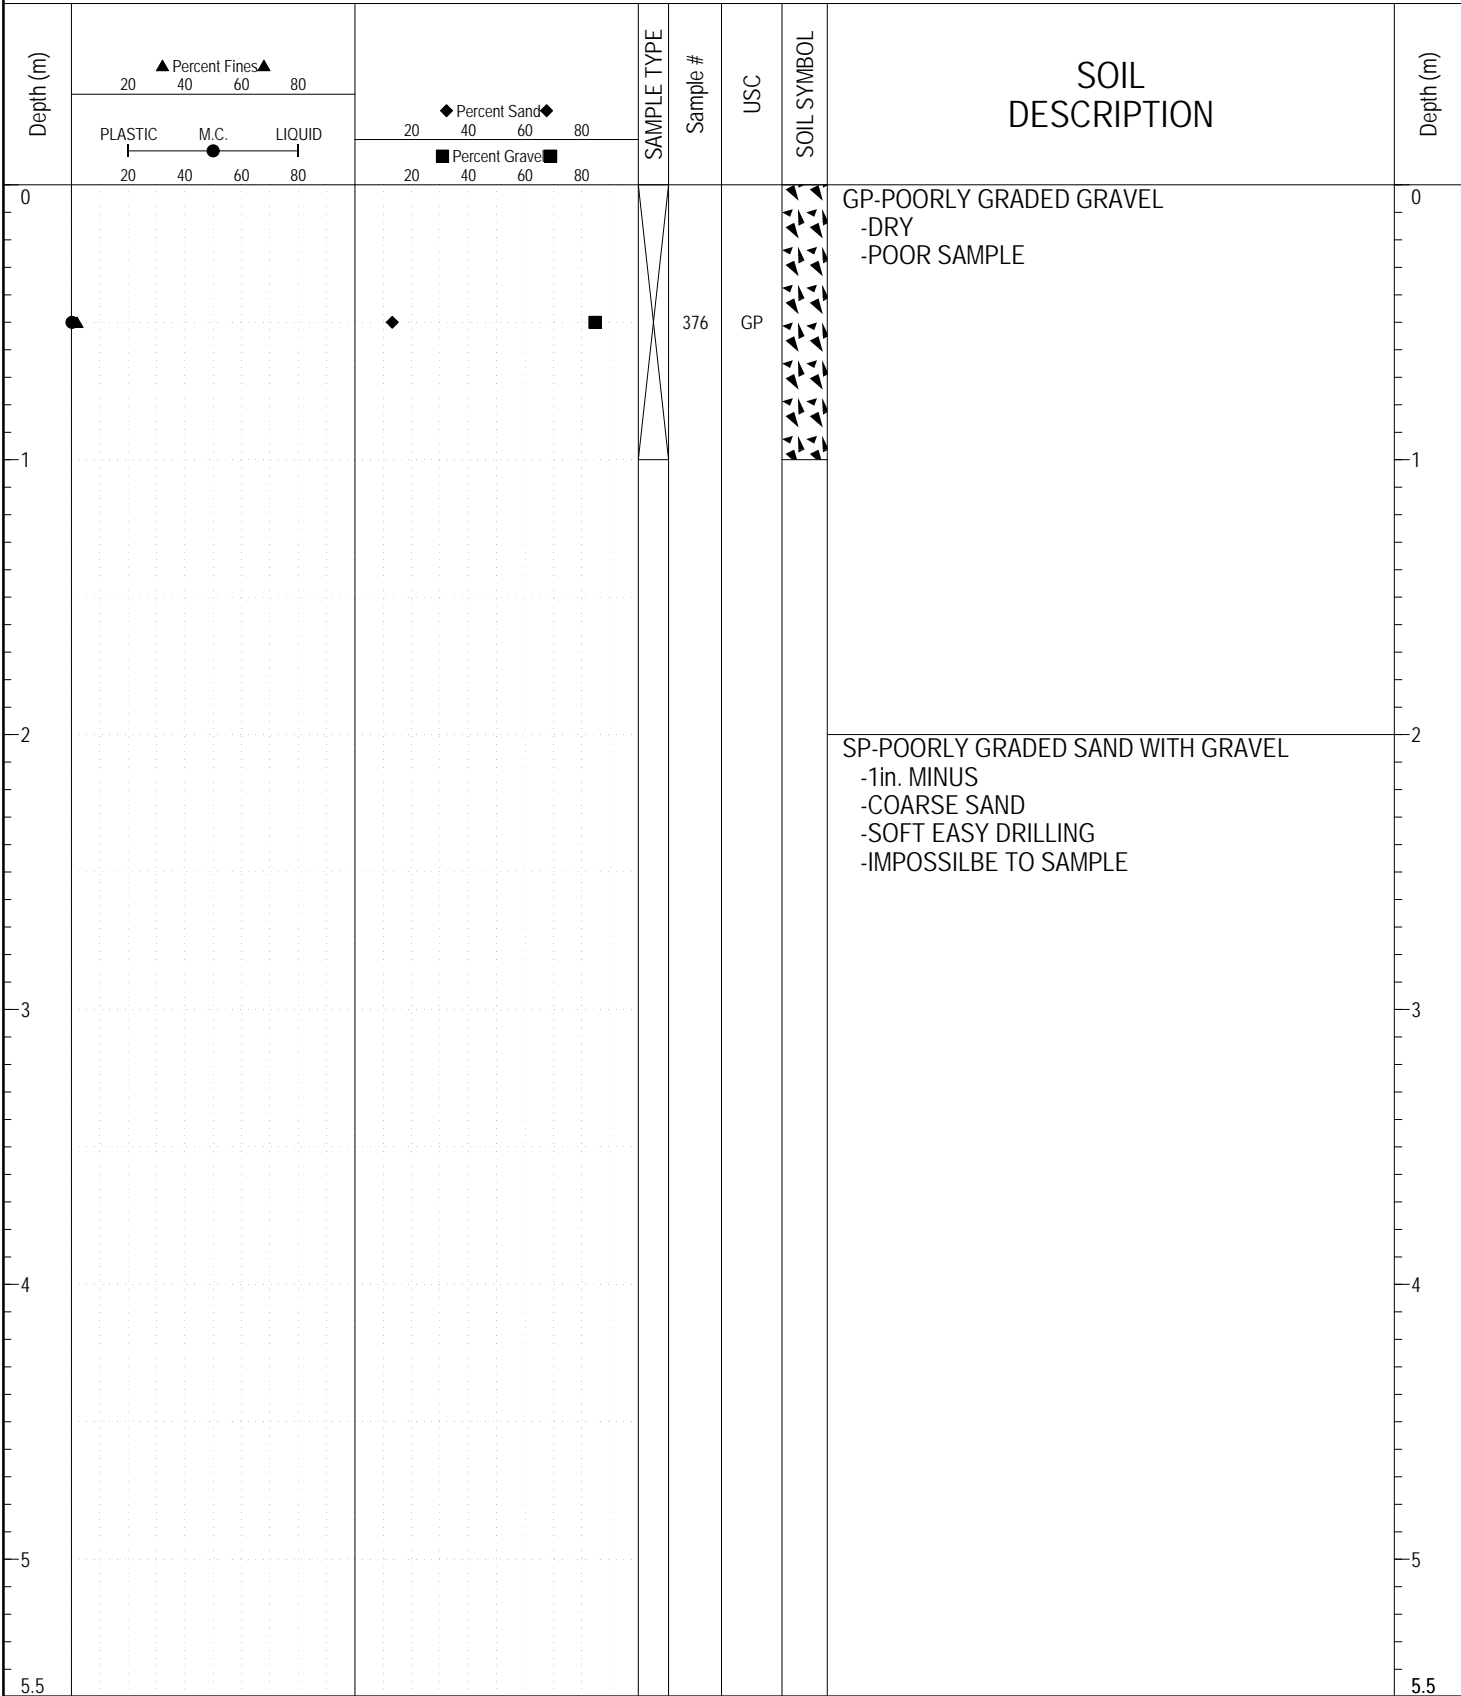 Depth (m)
Percent Fines
20 40 60 80
PLASTIC M.C. LIQUID
20 40 60 80
Percent Sand
20 40 60 80
Percent Gravel
20 40 60 80
SAMPLE TYPE
Sample #
USC
SOIL SYMBOL
SOIL
DESCRIPTION
Depth (m)
0
GP-POORLY GRADED GRAVEL
0
-DRY
-POOR SAMPLE
376 GP
1
1
2
2
SP-POORLY GRADED SAND WITH GRAVEL
-1in. MINUS
-COARSE SAND
-SOFT EASY DRILLING
-IMPOSSILBE TO SAMPLE
3
3
4
4
5
5
5.5
5.5